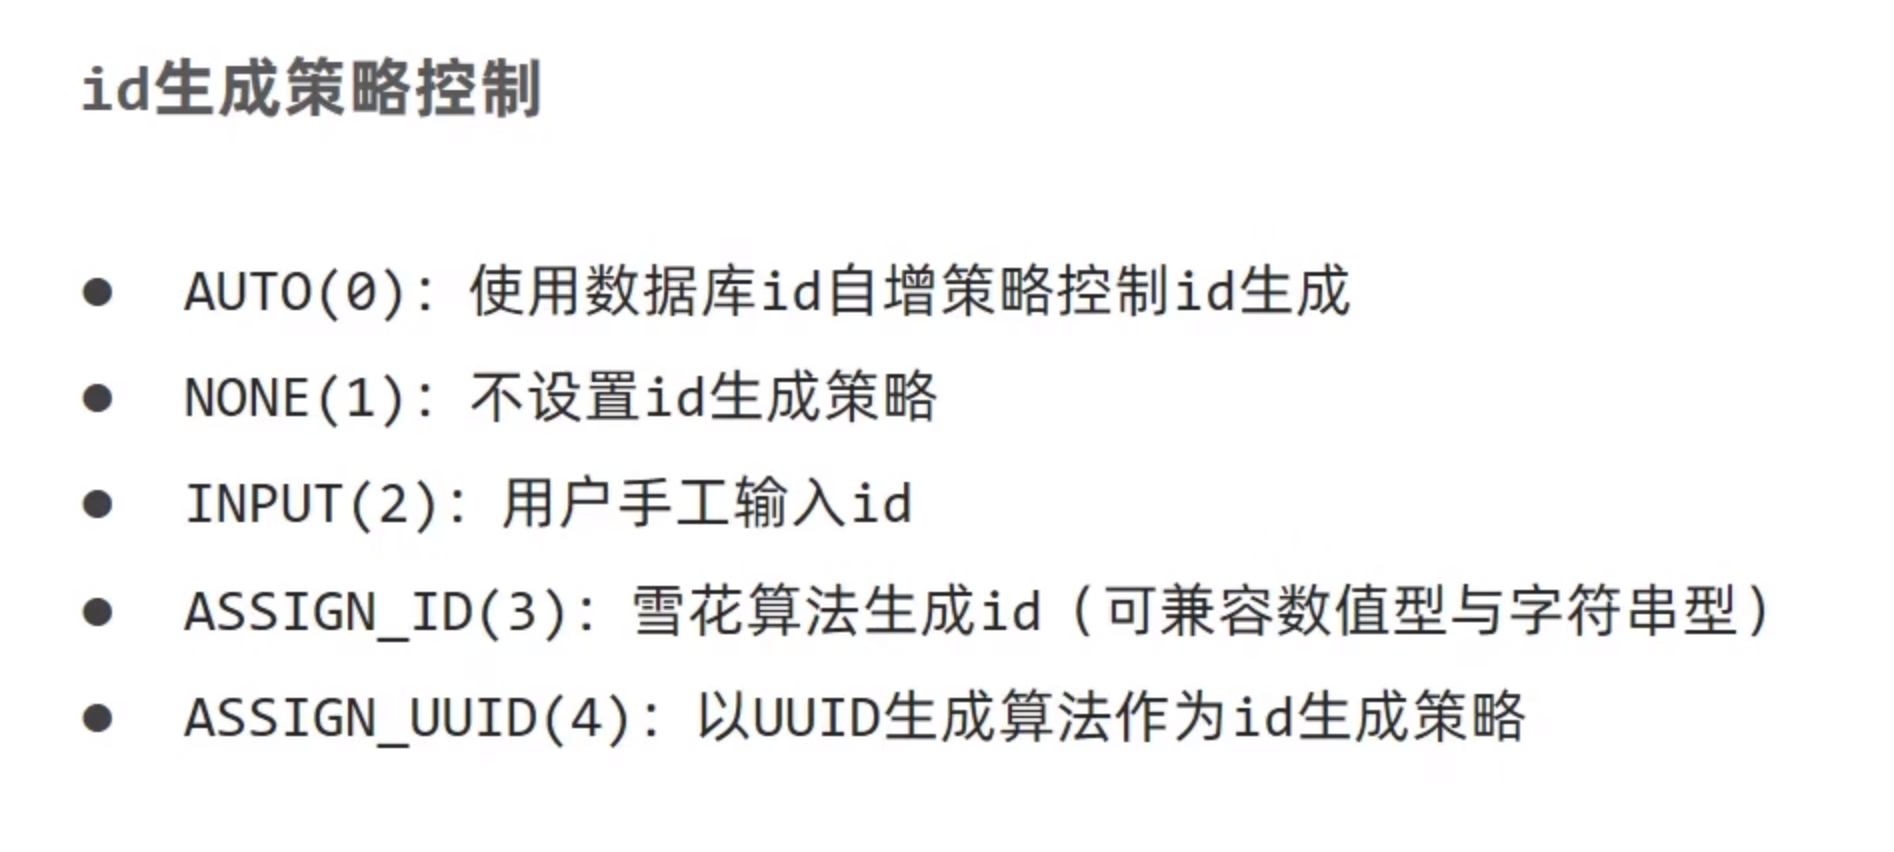 id生成策略控制
● AUTO(0)：使用数据库id自增策略控制id生成
● NONE(1)：不设置id生成策略
● INPUT(2)：用户手工输入id
● ASSIGN_ID(3)：雪花算法生成id（可兼容数值型与字符串型）
● ASSIGN_UUID(4)：以UUID生成算法作为id生成策略